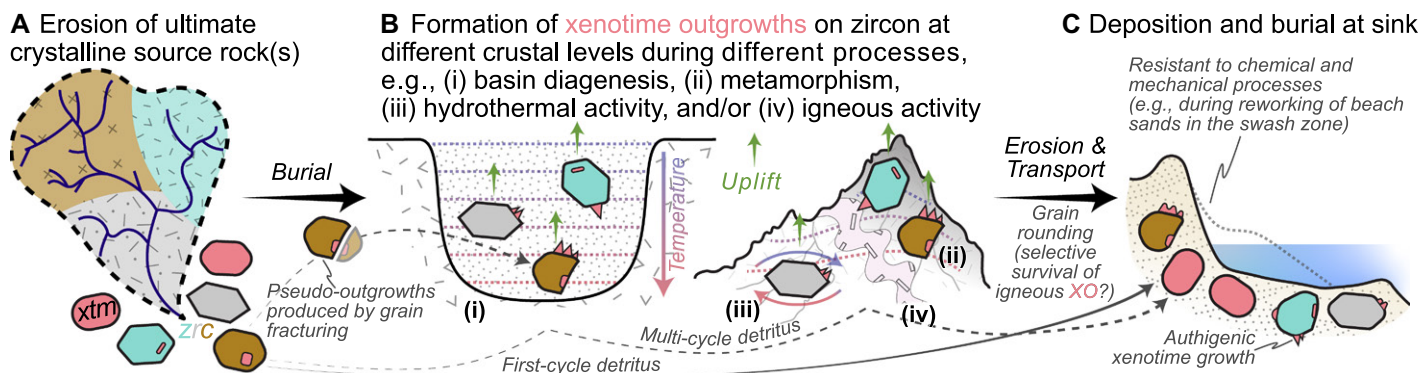 A Erosion of ultimate
crystalline source rock(s)
B Formation of xenotime outgrowths on zircon at
different crustal levels during different processes,
e.g., (i) basin diagenesis, (ii) metamorphism,
(iii) hydrothermal activity, and/or (iv) igneous activity
C Deposition and burial at sink
Resistant to chemical and
mechanical processes
(e.g., during reworking of beach
sands in the swash zone)
Burial
Temperature
Uplift
Erosion &
Transport
Grain
rounding
(selective
survival of
igneous XO?)
xtm
zrc
Pseudo-outgrowths
produced by grain
fracturing
(i)
(ii)
(iii)
(iv)
Multi-cycle detritus
First-cycle detritus
Authigenic
xenotime growth